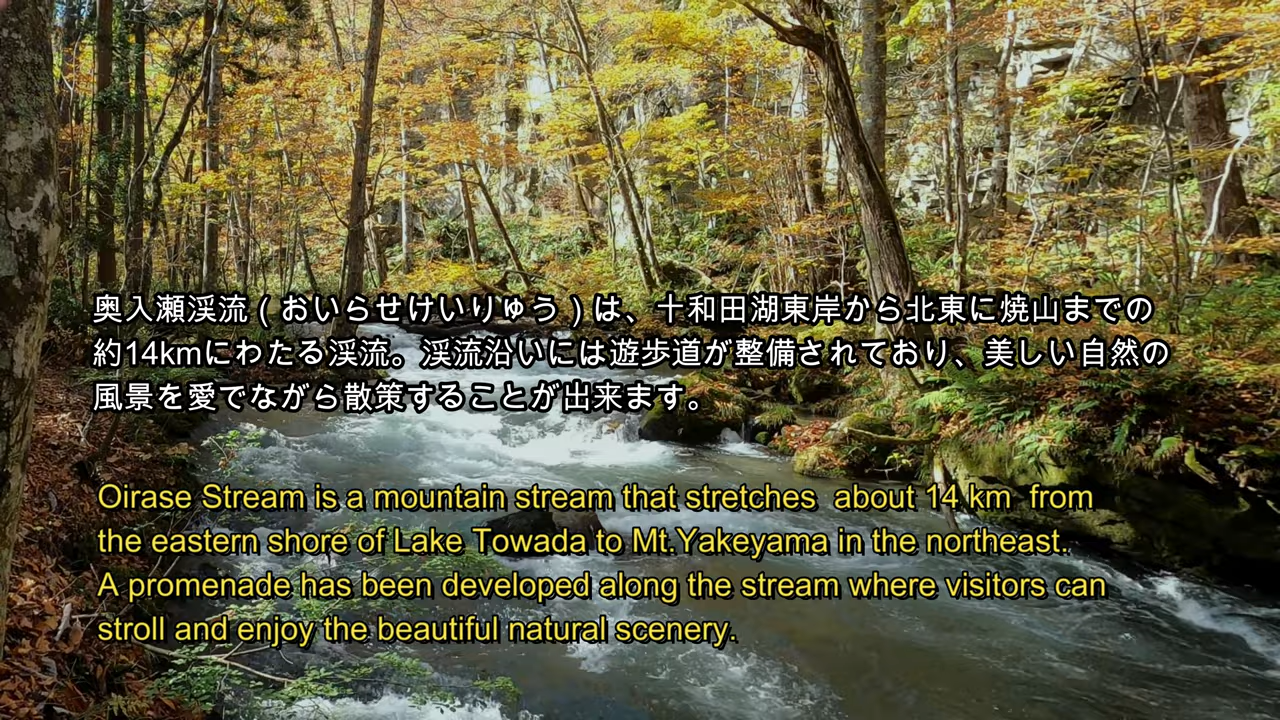 奥入瀬渓流（おいらせけいりゅう）は、十和田湖東岸から北東に焼山までの
約14kmにわたる渓流。渓流沿いには遊歩道が整備されており、美しい自然の
風景を愛でながら散策することが出来ます。
Oirase Stream is a mountain stream that stretches  about 14 km  from
the eastern shore of Lake Towada to Mt.Yakeyama in the northeast.
A promenade has been developed along the stream where visitors can
stroll and enjoy the beautiful natural scenery.